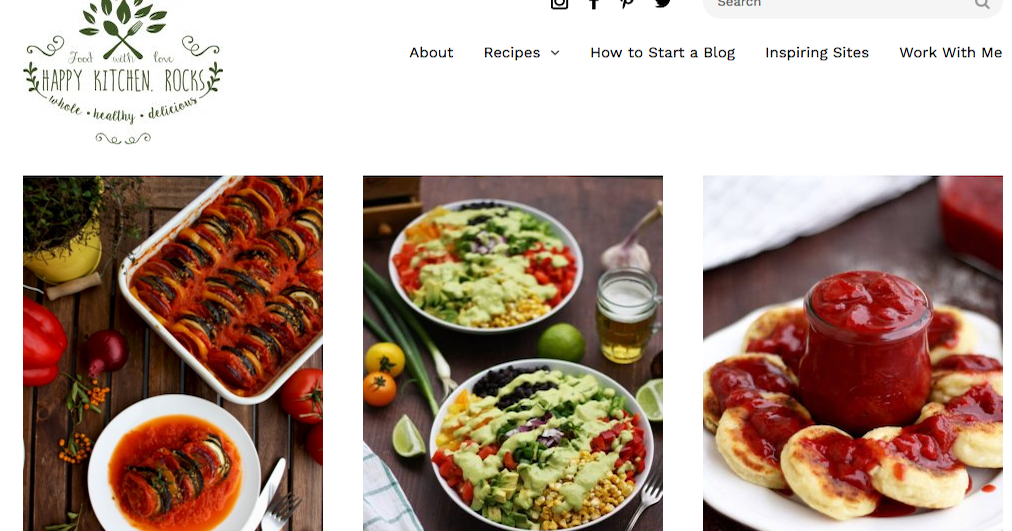 Search
About
Recipes
How to Start a Blog
Inspiring Sites
Work With Me
Food with love
HAPPY KITCHEN. ROCKS
whole • healthy • delicious